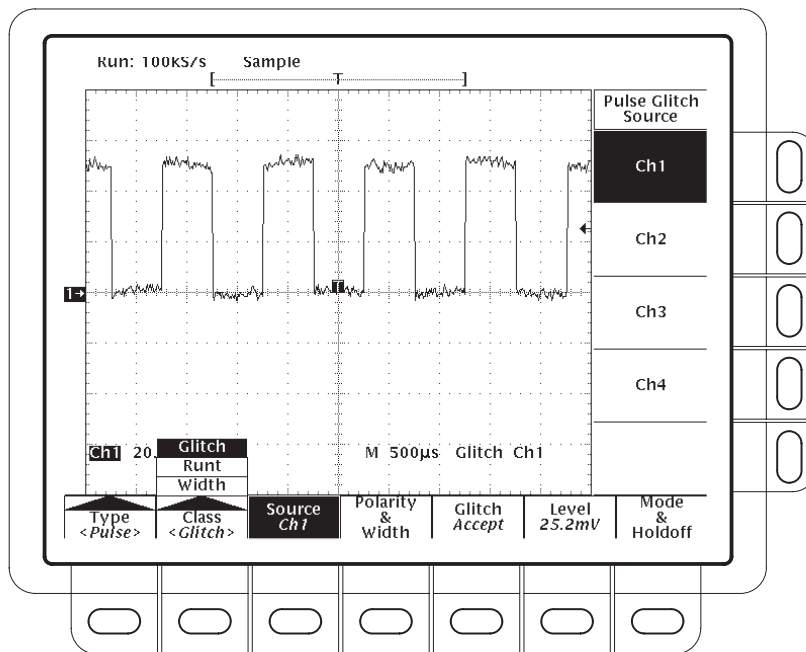 Run: 100KS/s Sample
[ T ]
Pulse Glitch
Source
Ch1
Ch2
Ch3
Ch4
1→
T
Ch1 20.
M 500µs Glitch Ch1
Glitch
Runt
Width
Type
<Pulse>
Class
<Glitch>
Source
Ch1
Polarity
&
Width
Glitch
Accept
Level
25.2mV
Mode
&
Holdoff